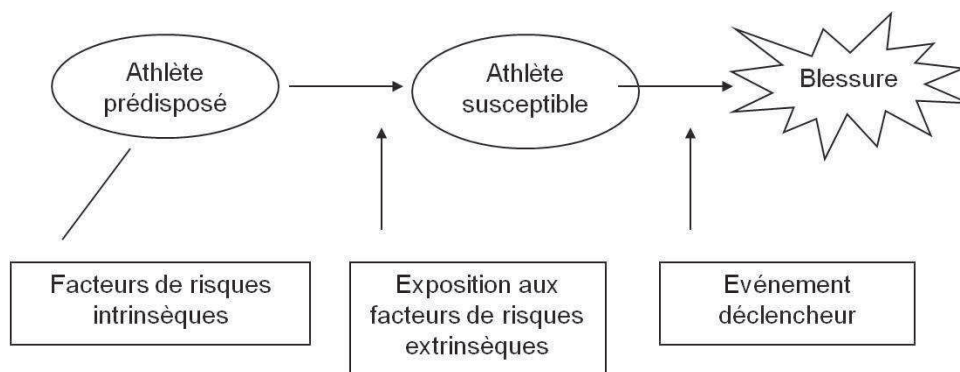 Athlète
prédisposé
Athlète
susceptible
Blessure
Facteurs de risques
intrinsèques
Exposition aux
facteurs de risques
extrinsèques
Evénement
déclencheur